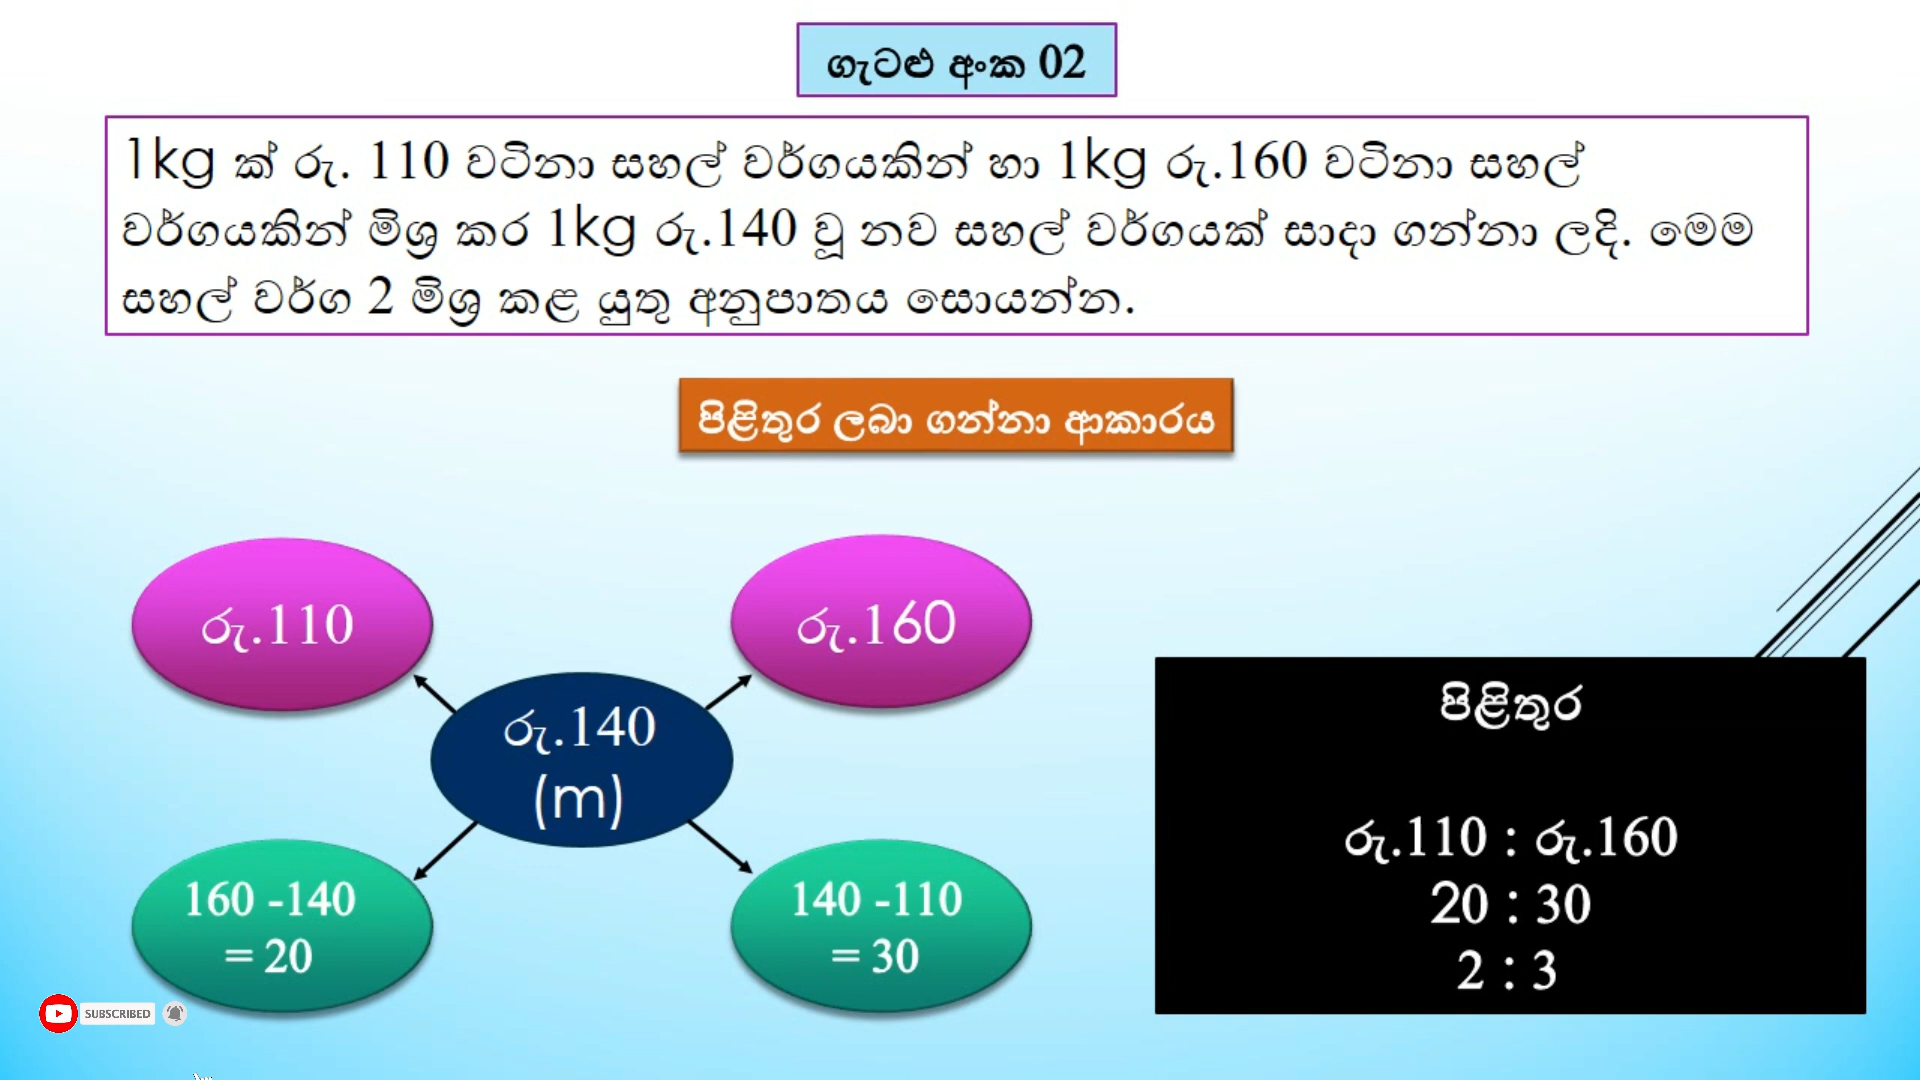 ගැටළු අංක 02
1kg ක් රු. 110 වටිනා සහල් වර්ගයකින් හා 1kg රු.160 වටිනා සහල්
වර්ගයකින් මිශ්‍ර කර 1kg රු.140 වූ නව සහල් වර්ගයක් සාදා ගන්නා ලදි. මෙම
සහල් වර්ග 2 මිශ්‍ර කළ යුතු අනුපාතය සොයන්න.
පිළිතුර ලබා ගන්නා ආකාරය
රු.110
රු.160
රු.140
(m)
160 -140
= 20
140 -110
= 30
පිළිතුර
රු.110 : රු.160
20 : 30
2 : 3
SUBSCRIBED